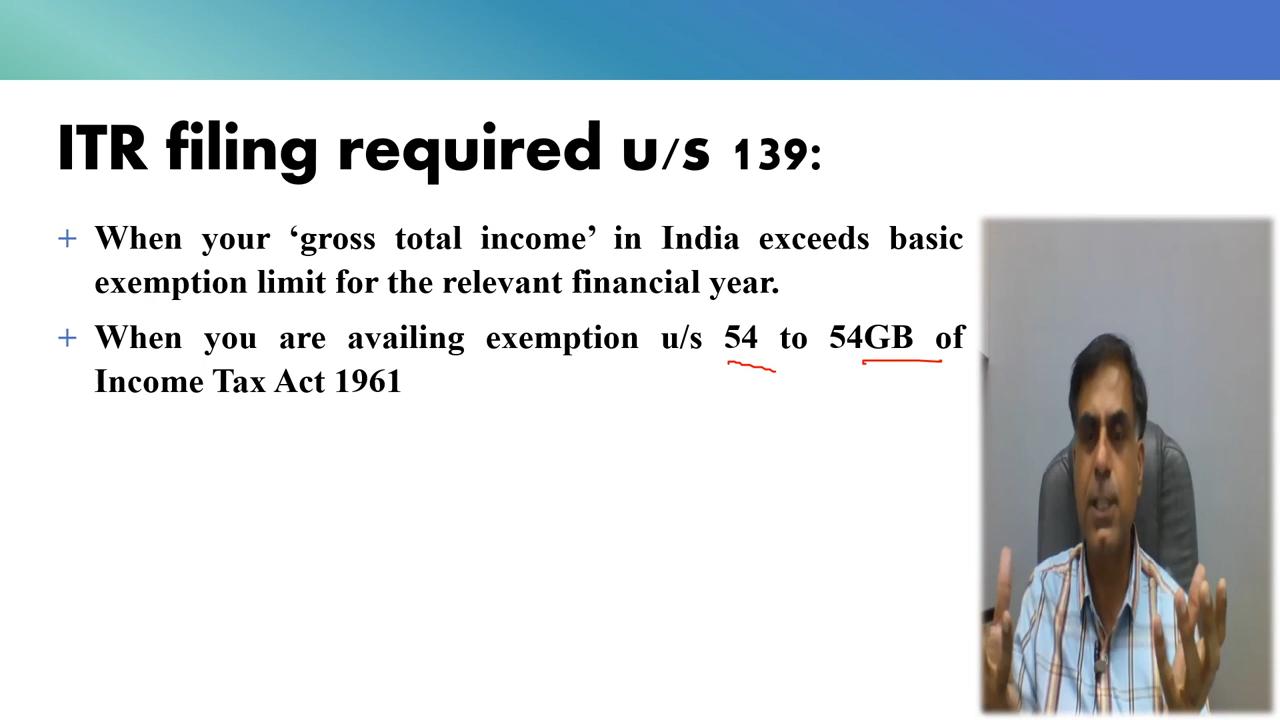 ITR filing required u/s 139:
+ When your ‘gross total income’ in India exceeds basic
exemption limit for the relevant financial year.
+ When you are availing exemption u/s 54 to 54GB of
Income Tax Act 1961